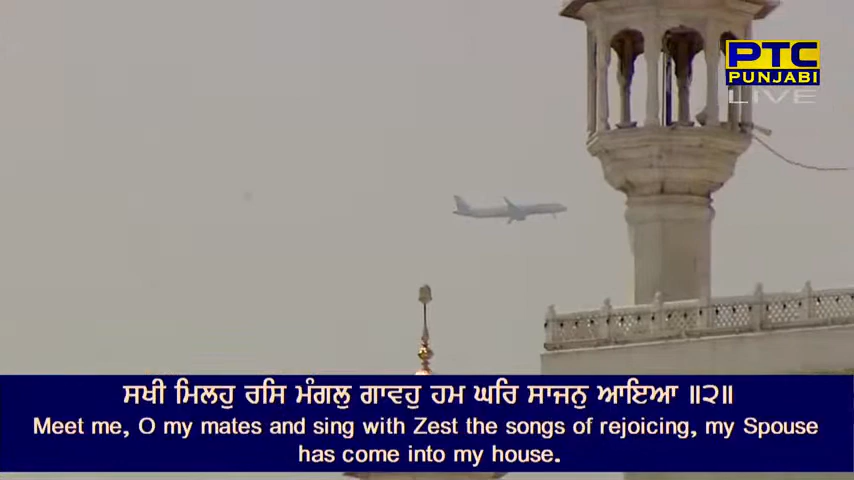 PTC
PUNJABI
LIVE
ਸਖੀ ਮਿਲਹੁ ਰਸਿ ਮੰਗਲੁ ਗਾਵਹੁ ਹਮ ਘਰਿ ਸਾਜਨੁ ਆਇਆ ॥੨॥
Meet me, O my mates and sing with Zest the songs of rejoicing, my Spouse
has come into my house.